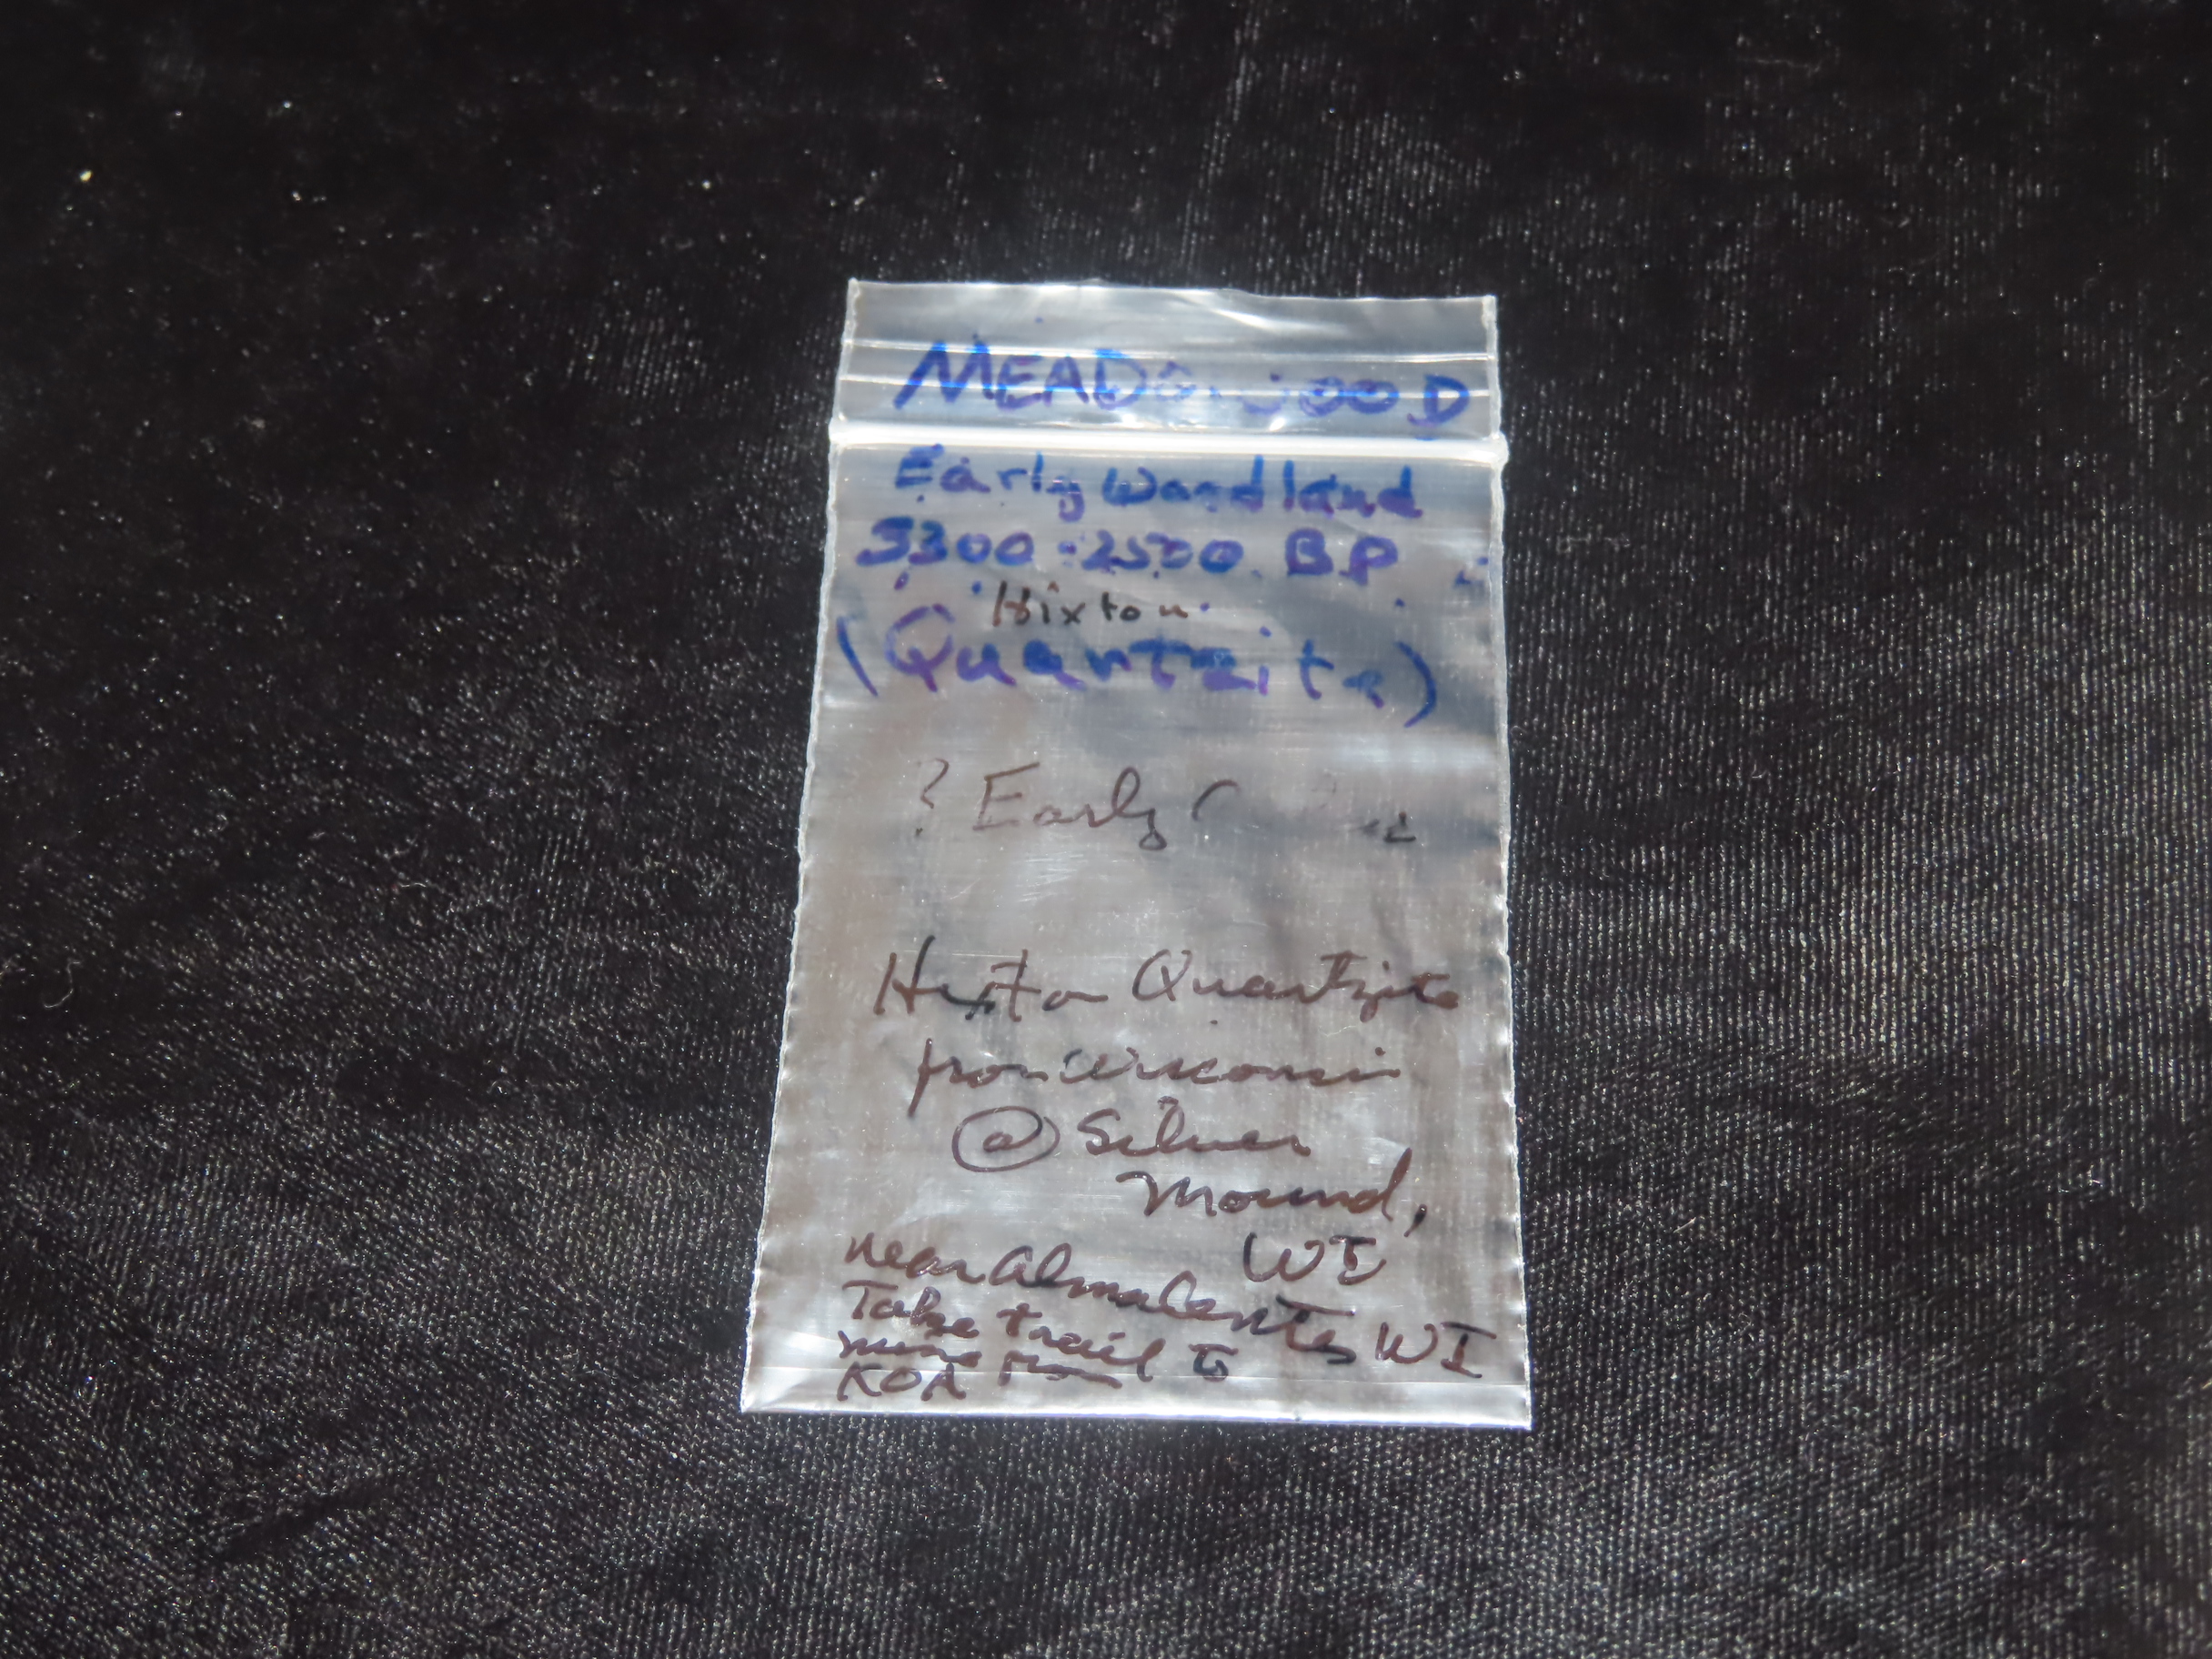 MEADOWOOD
Early Woodland
3300-2500 BP
Hixton
(Quartzite)
? Early
Hixton Quartzite
from Wisconsin
@ Silver
Mound,
WI
near Alma Center WI
Take trail to
KOA